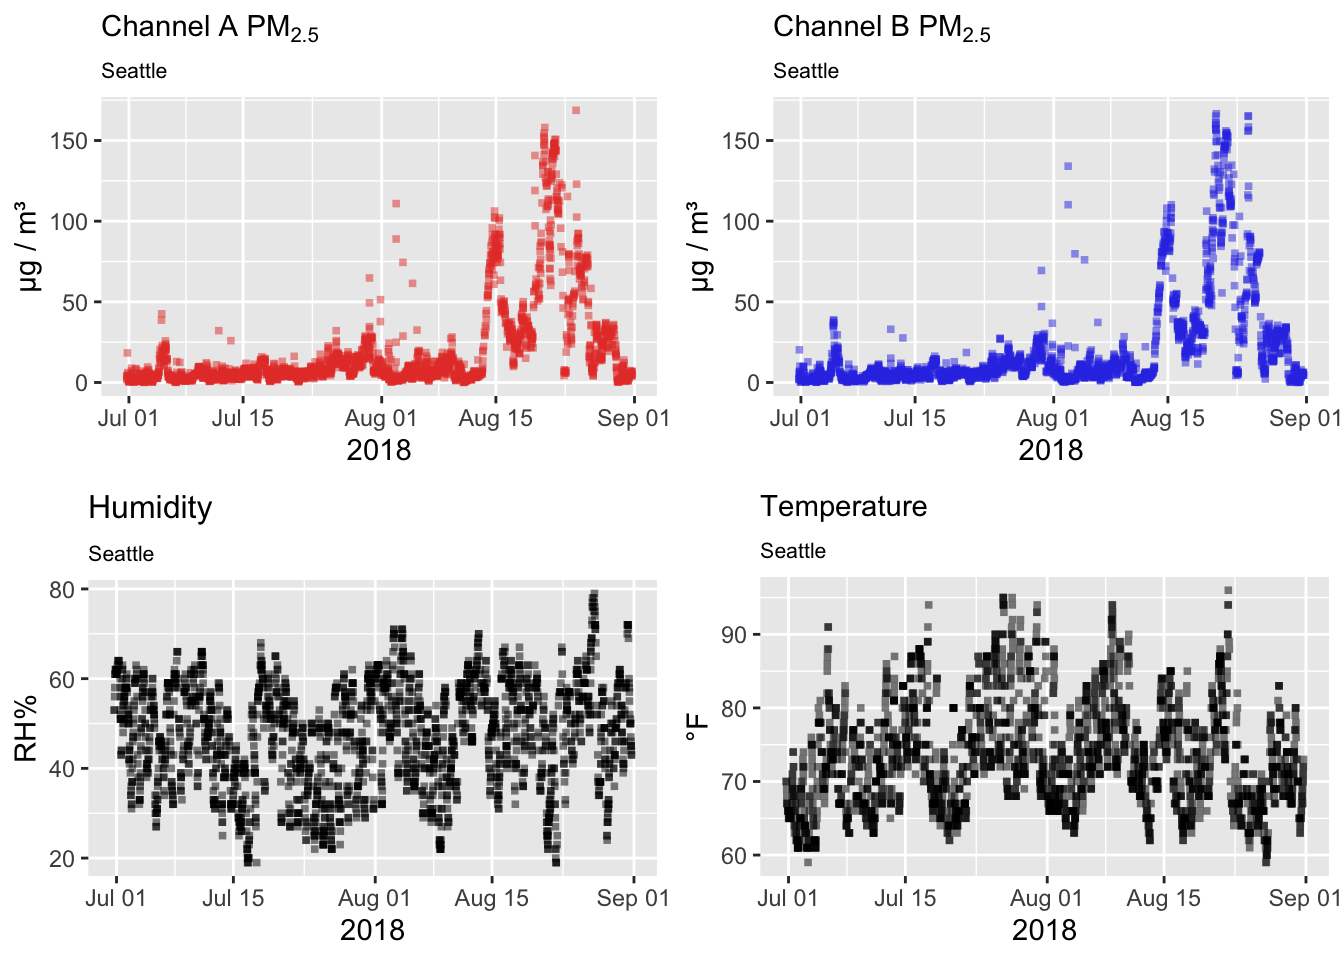 Channel A PM2.5
Seattle
µg / m³
150
100
50
0
Jul 01 Jul 15 Aug 01 Aug 15 Sep 01
2018
Channel B PM2.5
Seattle
µg / m³
150
100
50
0
Jul 01 Jul 15 Aug 01 Aug 15 Sep 01
2018
Humidity
Seattle
RH%
80
60
40
20
Jul 01 Jul 15 Aug 01 Aug 15 Sep 01
2018
Temperature
Seattle
°F
90
80
70
60
Jul 01 Jul 15 Aug 01 Aug 15 Sep 01
2018